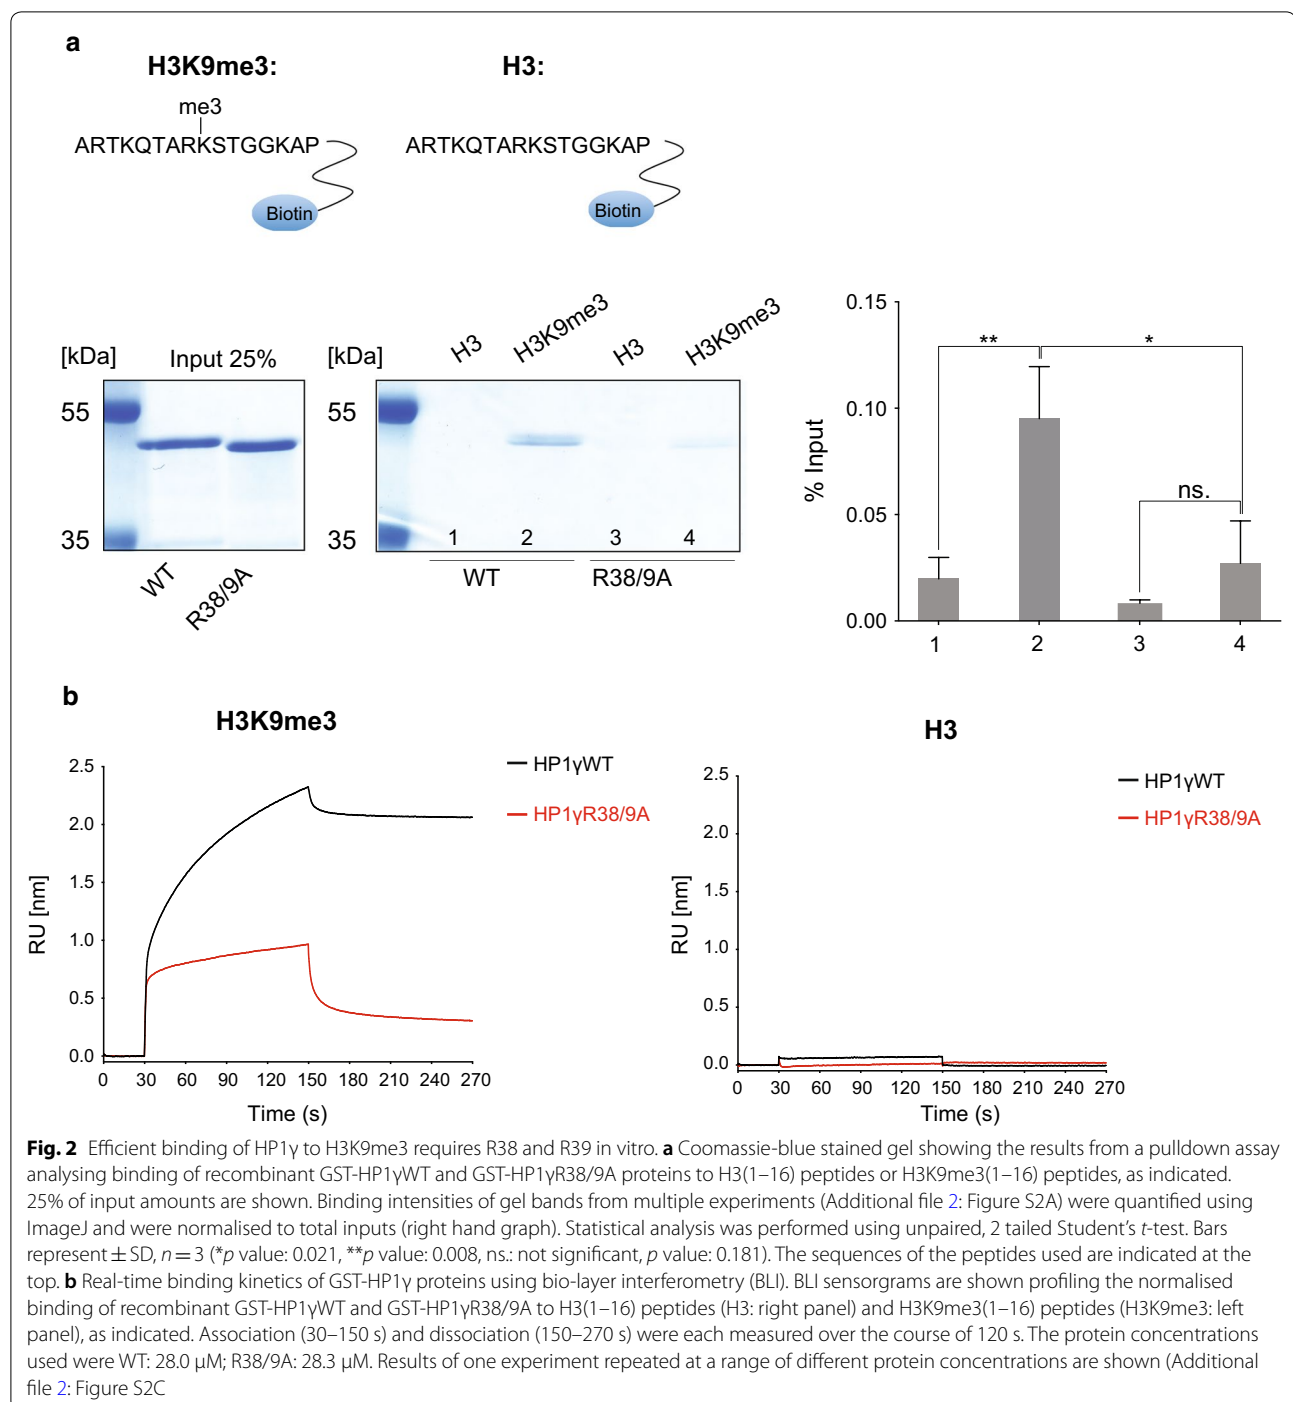 a
H3K9me3:
H3:
me3
ARTKQTARKSTGGKAP
ARTKQTARKSTGGKAP
Biotin
Biotin
[kDa]
Input 25%
55
35
WT
R38/9A
[kDa]
H3
H3K9me3
H3
H3K9me3
55
35
1
2
3
4
WT
R38/9A
0.15
0.10
0.05
0.00
% Input
**
*
ns.
1
2
3
4
b
H3K9me3
HP1γWT
HP1γR38/9A
2.5
2.0
1.5
1.0
0.5
0.0
RU [nm]
0 30 60 90 120 150 180 210 240 270
Time (s)
H3
HP1γWT
HP1γR38/9A
2.5
2.0
1.5
1.0
0.5
0.0
RU [nm]
0 30 60 90 120 150 180 210 240 270
Time (s)
Fig. 2 Efficient binding of HP1γ to H3K9me3 requires R38 and R39 in vitro. a Coomassie-blue stained gel showing the results from a pulldown assay
analysing binding of recombinant GST-HP1γWT and GST-HP1γR38/9A proteins to H3(1–16) peptides or H3K9me3(1–16) peptides, as indicated.
25% of input amounts are shown. Binding intensities of gel bands from multiple experiments (Additional file 2: Figure S2A) were quantified using
ImageJ and were normalised to total inputs (right hand graph). Statistical analysis was performed using unpaired, 2 tailed Student's t-test. Bars
represent ± SD, n = 3 (*p value: 0.021, **p value: 0.008, ns.: not significant, p value: 0.181). The sequences of the peptides used are indicated at the
top. b Real-time binding kinetics of GST-HP1γ proteins using bio-layer interferometry (BLI). BLI sensorgrams are shown profiling the normalised
binding of recombinant GST-HP1γWT and GST-HP1γR38/9A to H3(1–16) peptides (H3: right panel) and H3K9me3(1–16) peptides (H3K9me3: left
panel), as indicated. Association (30–150 s) and dissociation (150–270 s) were each measured over the course of 120 s. The protein concentrations
used were WT: 28.0 µM; R38/9A: 28.3 µM. Results of one experiment repeated at a range of different protein concentrations are shown (Additional
file 2: Figure S2C